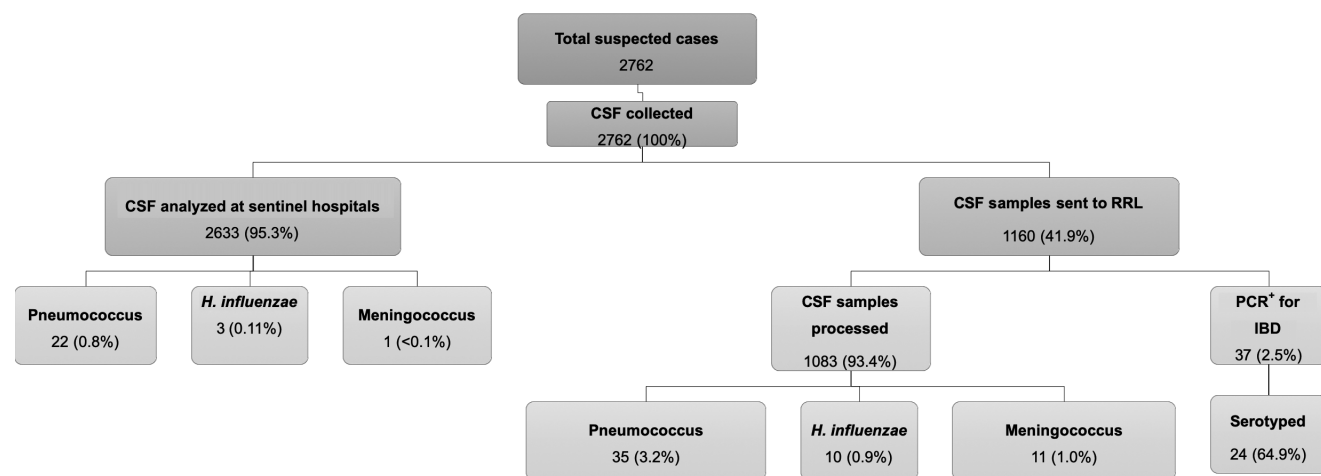 Total suspected cases
2762
CSF collected
2762 (100%)
CSF analyzed at sentinel hospitals
2633 (95.3%)
CSF samples sent to RRL
1160 (41.9%)
Pneumococcus
22 (0.8%)
H. influenzae
3 (0.11%)
Meningococcus
1 (<0.1%)
CSF samples
processed
1083 (93.4%)
PCR+ for
IBD
37 (2.5%)
Pneumococcus
35 (3.2%)
H. influenzae
10 (0.9%)
Meningococcus
11 (1.0%)
Serotyped
24 (64.9%)